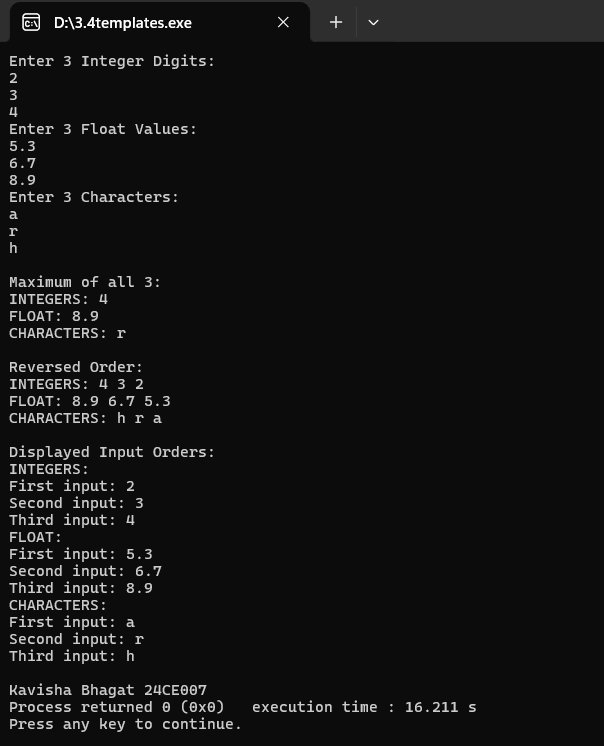 D:\3.4templates.exe
Enter 3 Integer Digits:
2
3
4
Enter 3 Float Values:
5.3
6.7
8.9
Enter 3 Characters:
a
r
h
Maximum of all 3:
INTEGERS: 4
FLOAT: 8.9
CHARACTERS: r
Reversed Order:
INTEGERS: 4 3 2
FLOAT: 8.9 6.7 5.3
CHARACTERS: h r a
Displayed Input Orders:
INTEGERS:
First input: 2
Second input: 3
Third input: 4
FLOAT:
First input: 5.3
Second input: 6.7
Third input: 8.9
CHARACTERS:
First input: a
Second input: r
Third input: h
Kavisha Bhagat 24CE007
Process returned 0 (0x0)   execution time : 16.211 s
Press any key to continue.